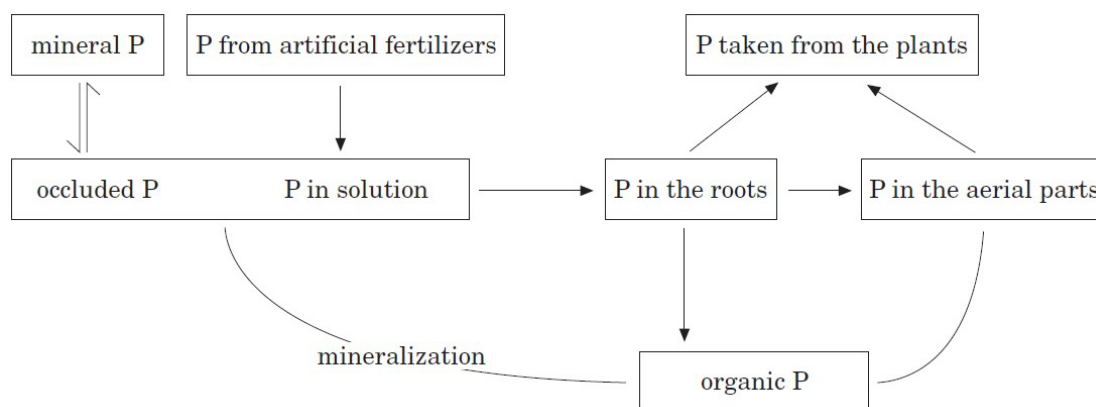 mineral P
P from artificial fertilizers
P taken from the plants
occluded P
P in solution
P in the roots
P in the aerial parts
mineralization
organic P